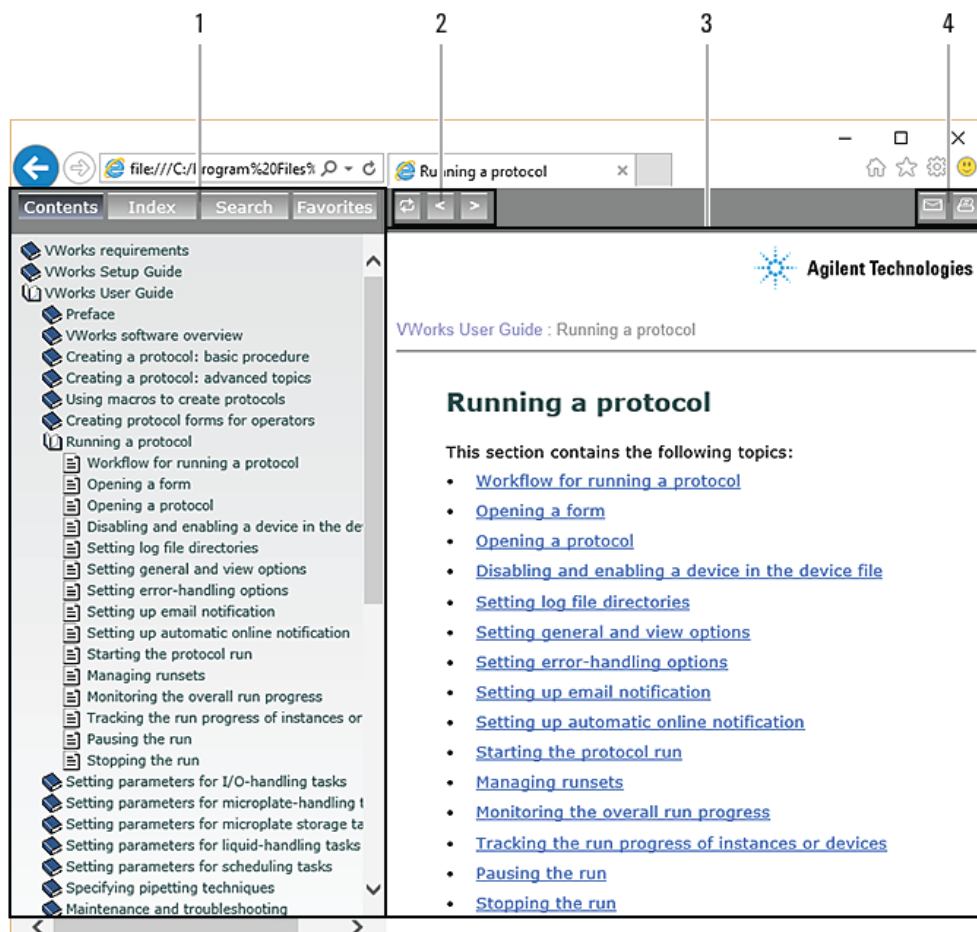 1 2 3 4
file:///C:/Program%20Files%
Running a protocol
Contents Index Search Favorites
< >
VWorks requirements
VWorks Setup Guide
VWorks User Guide
Preface
VWorks software overview
Creating a protocol: basic procedure
Creating a protocol: advanced topics
Using macros to create protocols
Creating protocol forms for operators
Running a protocol
Workflow for running a protocol
Opening a form
Opening a protocol
Disabling and enabling a device in the de
Setting log file directories
Setting general and view options
Setting error-handling options
Setting up email notification
Setting up automatic online notification
Starting the protocol run
Managing runsets
Monitoring the overall run progress
Tracking the run progress of instances or
Pausing the run
Stopping the run
Setting parameters for I/O-handling tasks
Setting parameters for microplate-handling t
Setting parameters for microplate storage ta
Setting parameters for liquid-handling tasks
Setting parameters for scheduling tasks
Specifying pipetting techniques
Maintenance and troubleshooting
Agilent Technologies
VWorks User Guide : Running a protocol
Running a protocol
This section contains the following topics:
• Workflow for running a protocol
• Opening a form
• Opening a protocol
• Disabling and enabling a device in the device file
• Setting log file directories
• Setting general and view options
• Setting error-handling options
• Setting up email notification
• Setting up automatic online notification
• Starting the protocol run
• Managing runsets
• Monitoring the overall run progress
• Tracking the run progress of instances or devices
• Pausing the run
• Stopping the run